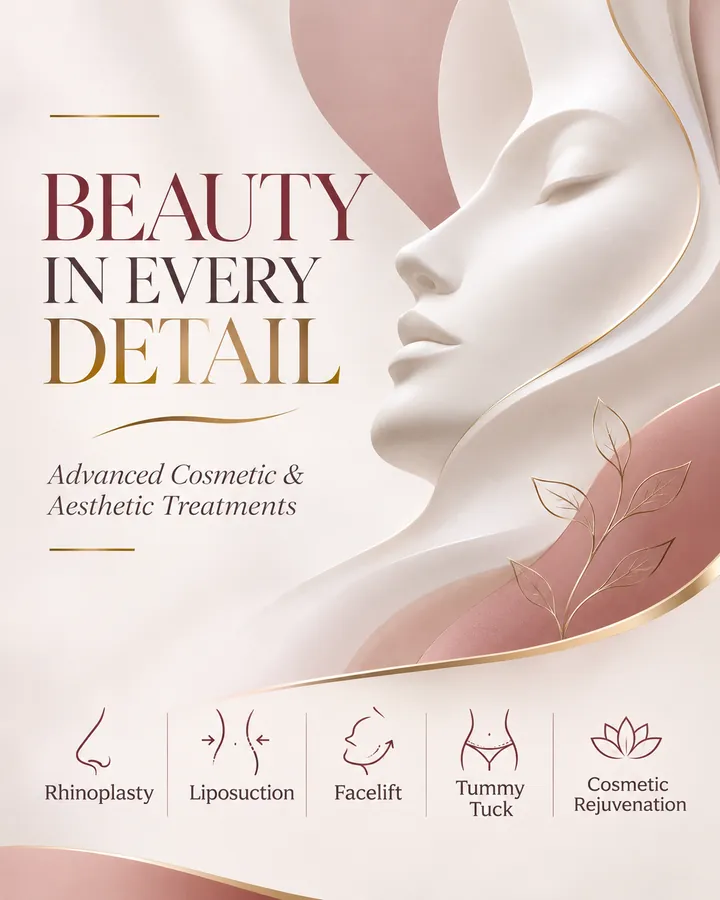 BEAUTY
IN EVERY
DETAIL
Advanced Cosmetic &
Aesthetic Treatments
Rhinoplasty
Liposuction
Facelift
Tummy
Tuck
Cosmetic
Rejuvenation